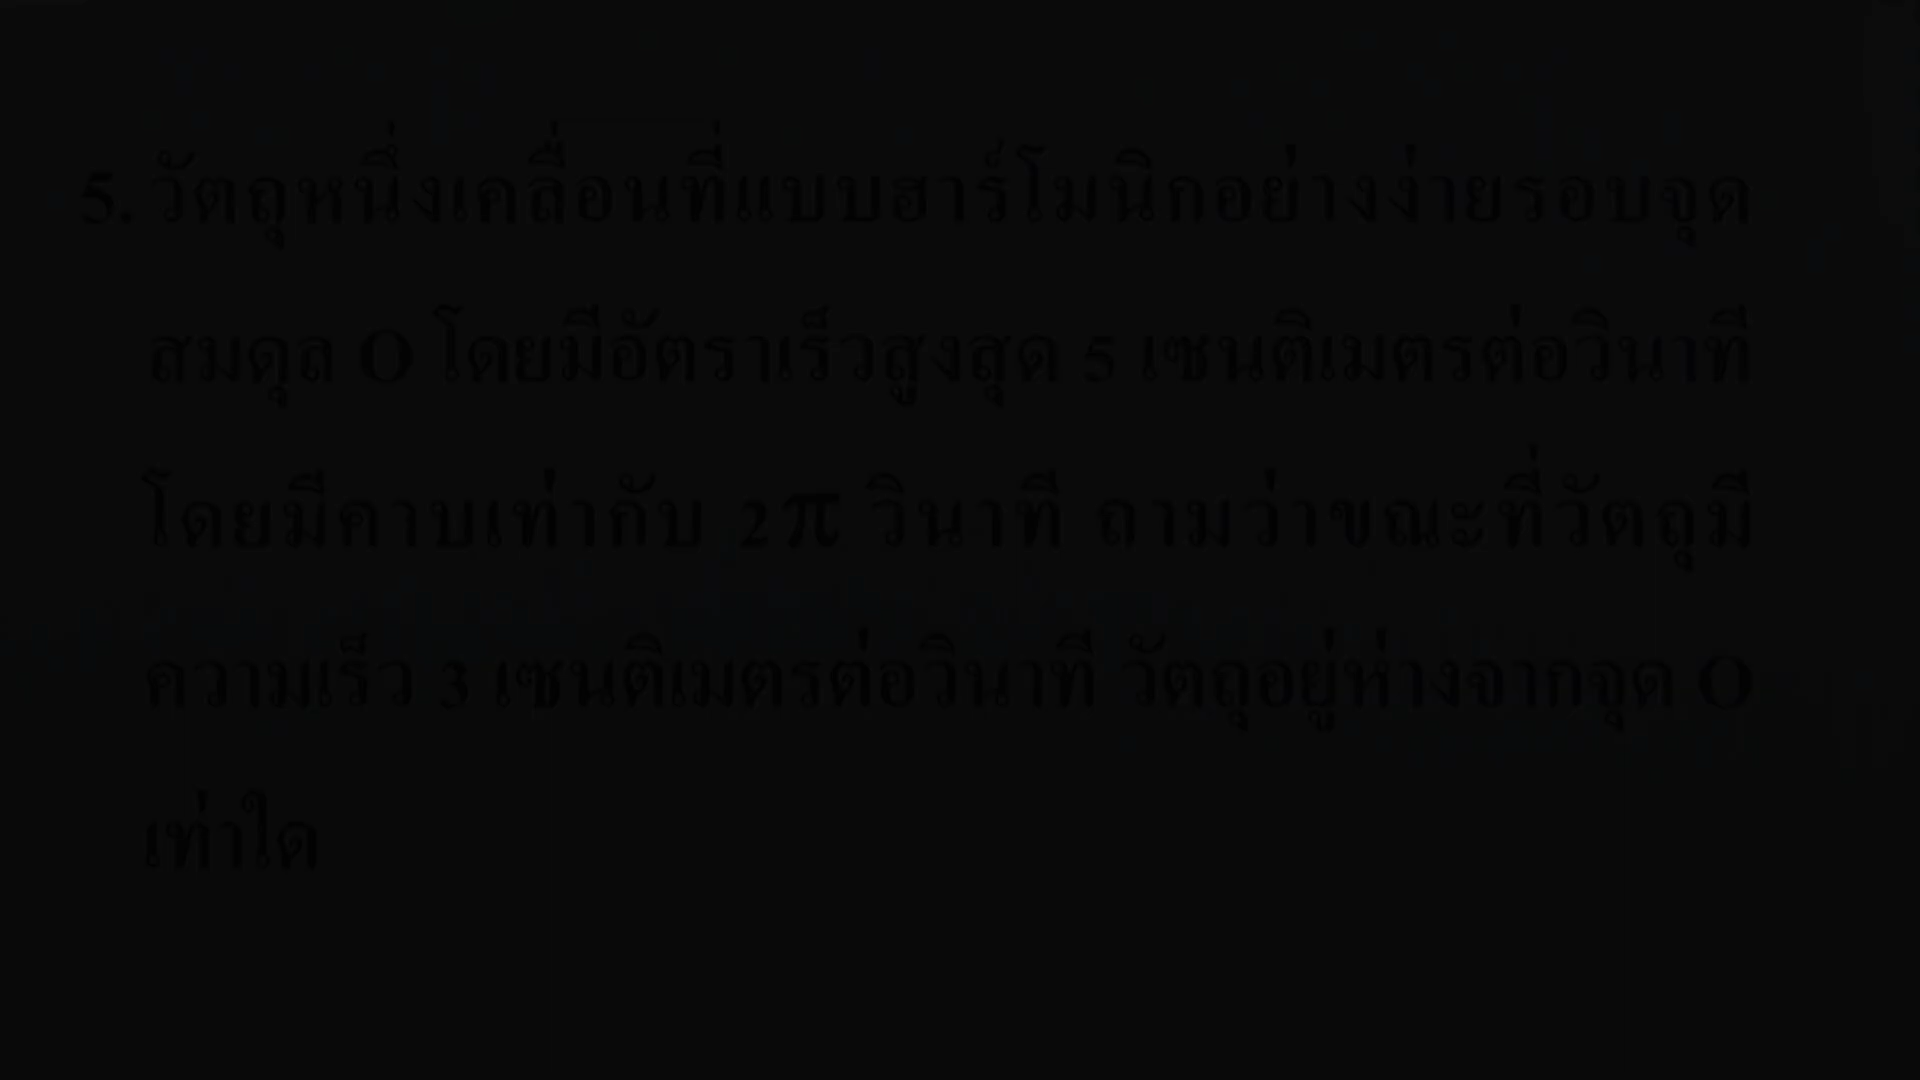 5. วัตถุหนึ่งเคลื่อนที่แบบฮาร์โมนิกอย่างง่ายรอบจุด
สมดุล O โดยมีอัตราเร็วสูงสุด 5 เซนติเมตรต่อวินาที
โดยมีคาบเท่ากับ 2π วินาที ถามว่าขณะที่วัตถุมี
ความเร็ว 3 เซนติเมตรต่อวินาที วัตถุอยู่ห่างจากจุด O
เท่าใด